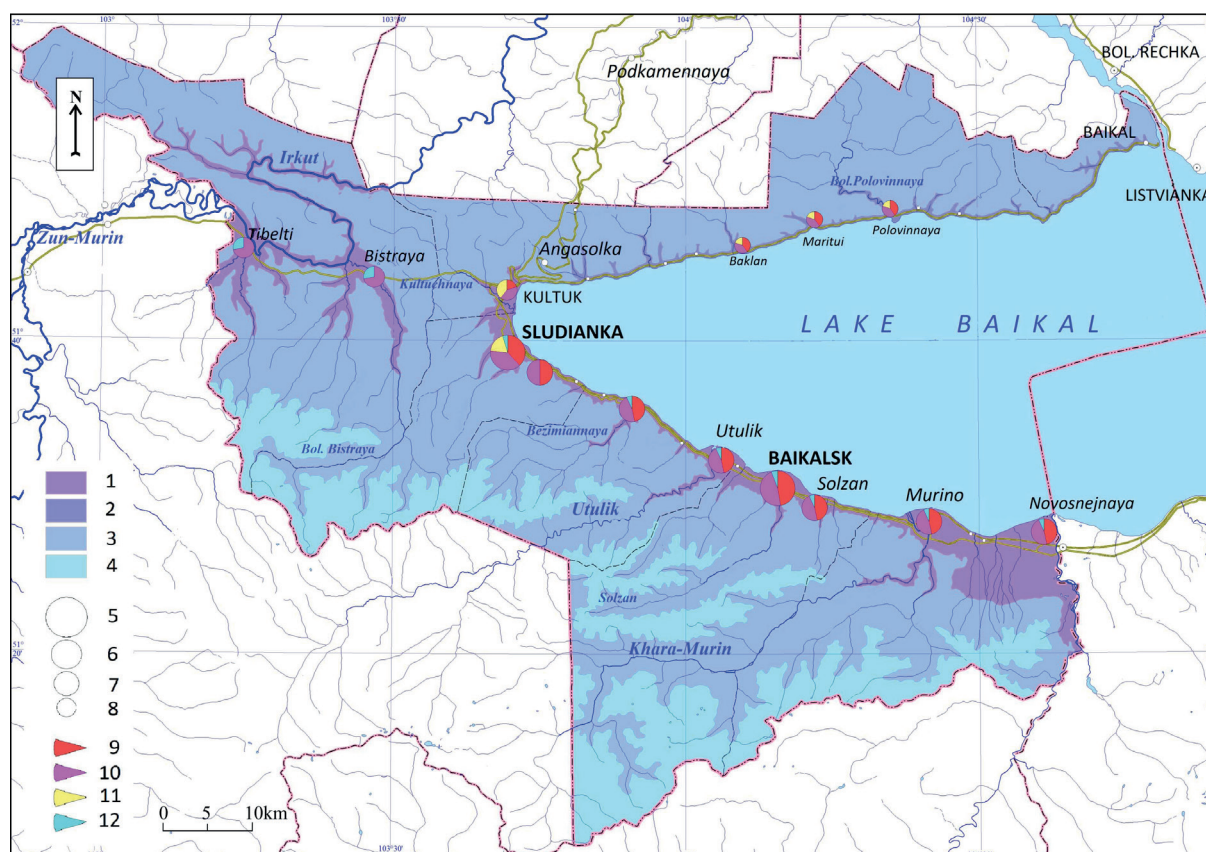 52°
103°
103°30'
104°
104°30'
BOL. RECHKA
Podkamennaya
N
BAIKAL
Irkut
Bol.Polovinnaya
LISTVIANKA
Zun-Murin
Tibelti
Maritui
Polovinnaya
Bistraya
Angasolka
Baklan
Kultuchnaya
KULTUK
51°
40'
SLUDIANKA
LAKE BAIKAL
Bezimiannaya
Utulik
Bol. Bistraya
BAIKALSK
Solzan
1
Utulik
Murino
Novosnejnaya
2
3
4
Solzan
5
51°
20'
Khara-Murin
6
7
8
9
10
11
12
0 5 10km
103°30'
104°
104°30'